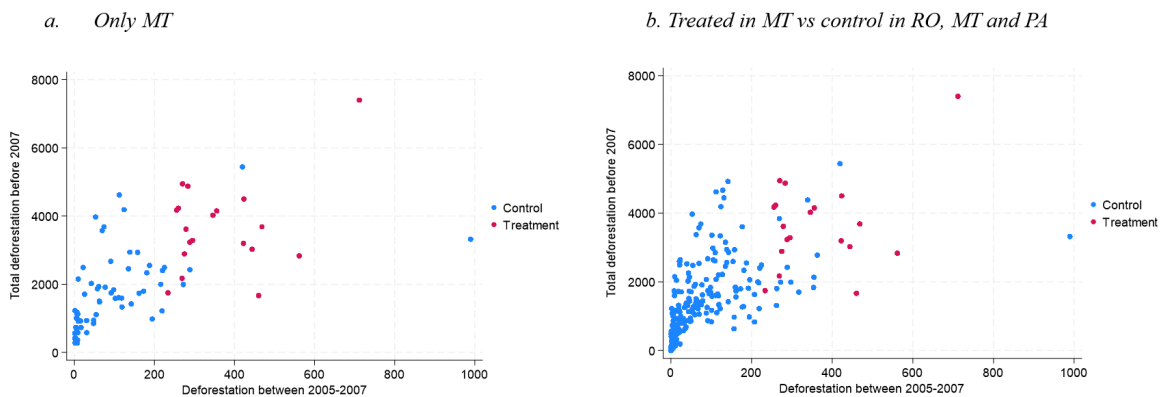 a. Only MT
8000
6000
4000
2000
0
Total deforestation before 2007
0 200 400 600 800 1000
Deforestation between 2005-2007
Control
Treatment
b. Treated in MT vs control in RO, MT and PA
8000
6000
4000
2000
0
Total deforestation before 2007
0 200 400 600 800 1000
Deforestation between 2005-2007
Control
Treatment